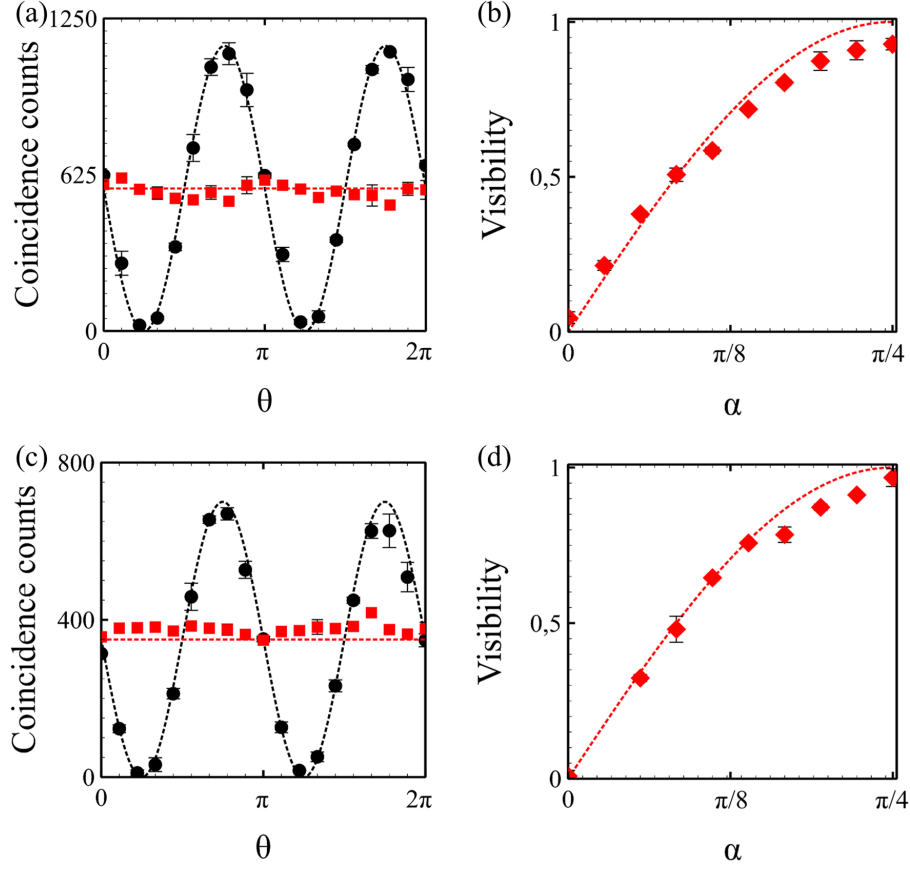 (a)
1250
625
0
Coincidence counts
0
π
2π
θ
(b)
1
0,5
0
Visibility
0
π/8
π/4
α
(c)
800
400
0
Coincidence counts
0
π
2π
θ
(d)
1
0,5
0
Visibility
0
π/8
π/4
α